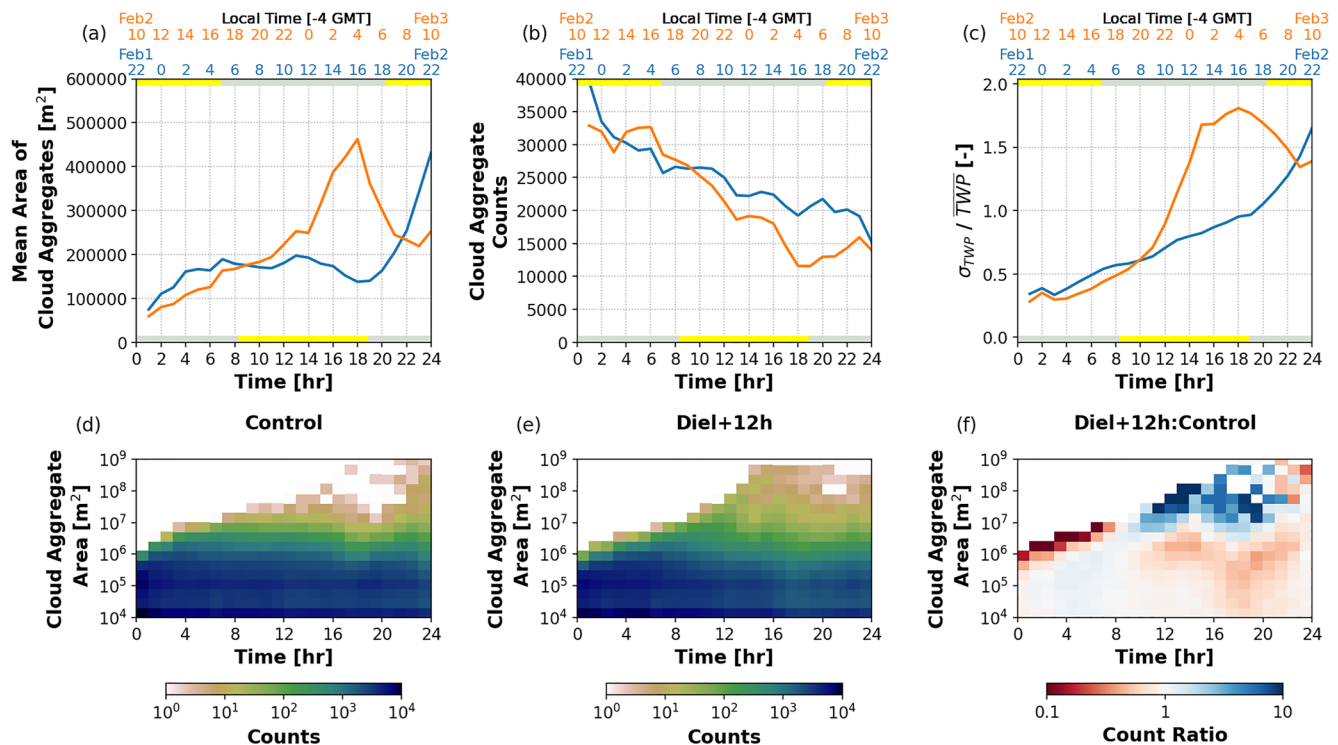 Feb2 Local Time [-4 GMT] Feb3
(a) 10 12 14 16 18 20 22 0 2 4 6 8 10
Feb1 Feb2
22 0 2 4 6 8 10 12 14 16 18 20 22
600000
500000
400000
300000
200000
100000
0
Mean Area of
Cloud Aggregates [m²]
2 4 6 8 10 12 14 16 18 20 22 24
Time [hr]
Feb2 Local Time [-4 GMT] Feb3
(b) 10 12 14 16 18 20 22 0 2 4 6 8 10
Feb1 Feb2
22 0 2 4 6 8 10 12 14 16 18 20 22
40000
35000
30000
25000
20000
15000
10000
5000
0
Cloud Aggregate
Counts
2 4 6 8 10 12 14 16 18 20 22 24
Time [hr]
Feb2 Local Time [-4 GMT] Feb3
(c) 10 12 14 16 18 20 22 0 2 4 6 8 10
Feb1 Feb2
22 0 2 4 6 8 10 12 14 16 18 20 22
2.0
1.5
1.0
0.5
0.0
σ_TWP / T̅W̅P̅ [-]
2 4 6 8 10 12 14 16 18 20 22 24
Time [hr]
(d) Control
10⁹
10⁸
10⁷
10⁶
10⁵
10⁴
Cloud Aggregate
Area [m²]
0 4 8 12 16 20 24
Time [hr]
10⁰ 10¹ 10² 10³ 10⁴
Counts
(e) Diel+12h
10⁹
10⁸
10⁷
10⁶
10⁵
10⁴
Cloud Aggregate
Area [m²]
0 4 8 12 16 20 24
Time [hr]
10⁰ 10¹ 10² 10³ 10⁴
Counts
(f) Diel+12h:Control
10⁹
10⁸
10⁷
10⁶
10⁵
10⁴
Cloud Aggregate
Area [m²]
0 4 8 12 16 20 24
Time [hr]
0.1 1 10
Count Ratio